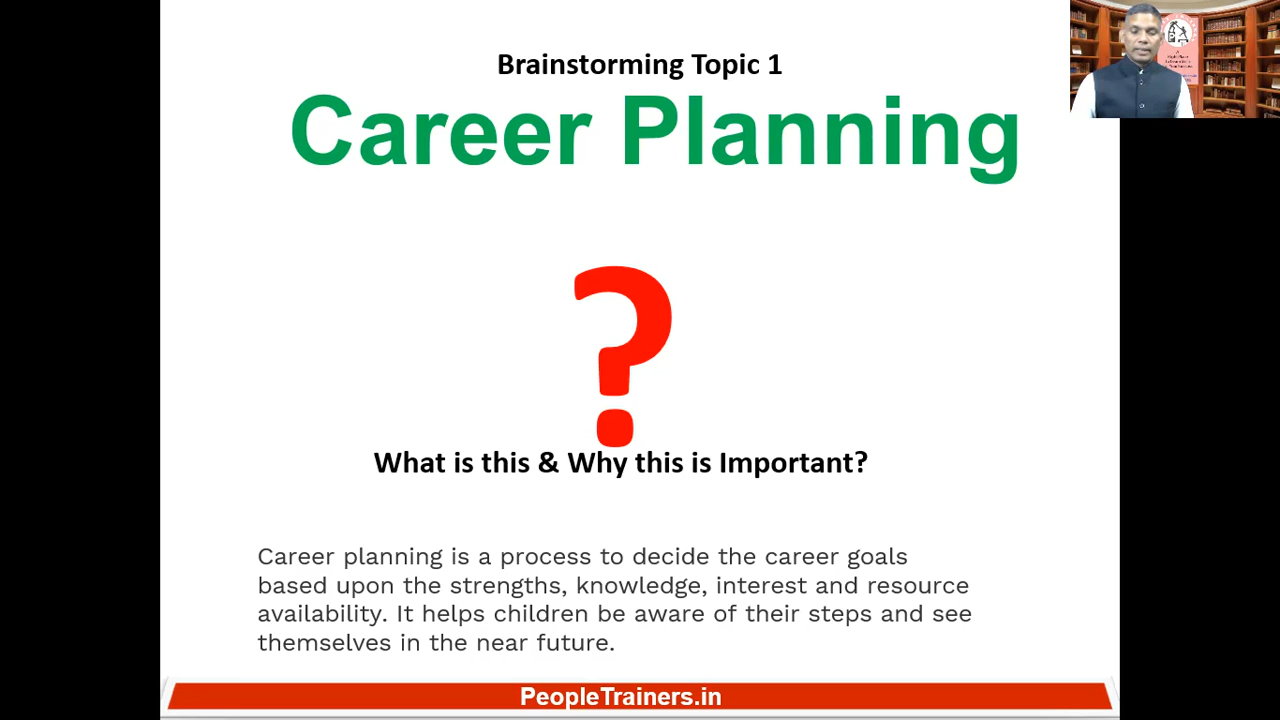 Brainstorming Topic 1
Career Planning
?
What is this & Why this is Important?
Career planning is a process to decide the career goals
based upon the strengths, knowledge, interest and resource
availability. It helps children be aware of their steps and see
themselves in the near future.
PeopleTrainers.in